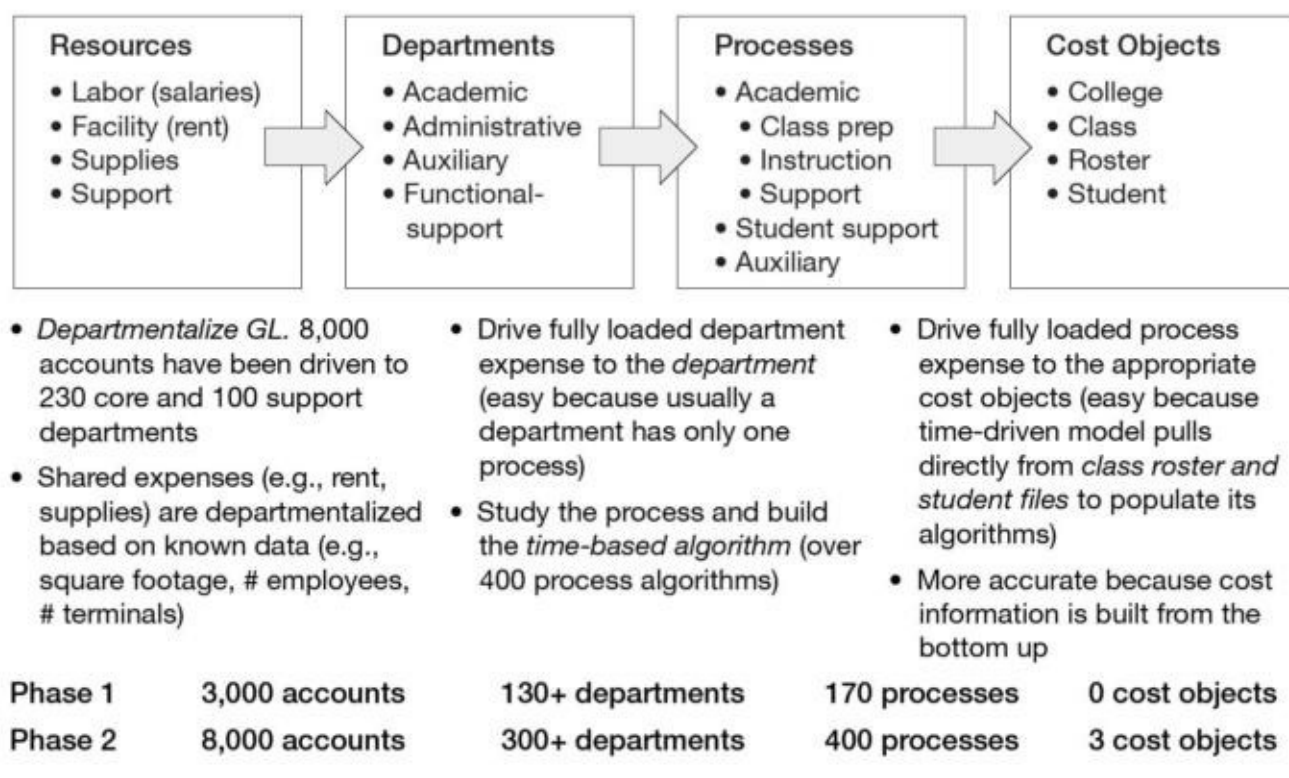 Resources
• Labor (salaries)
• Facility (rent)
• Supplies
• Support
Departments
• Academic
• Administrative
• Auxiliary
• Functional-
support
Processes
• Academic
• Class prep
• Instruction
• Support
• Student support
• Auxiliary
Cost Objects
• College
• Class
• Roster
• Student
• Departmentalize GL. 8,000
accounts have been driven to
230 core and 100 support
departments
• Shared expenses (e.g., rent,
supplies) are departmentalized
based on known data (e.g.,
square footage, # employees,
# terminals)
• Drive fully loaded department
expense to the department
(easy because usually a
department has only one
process)
• Study the process and build
the time-based algorithm (over
400 process algorithms)
• Drive fully loaded process
expense to the appropriate
cost objects (easy because
time-driven model pulls
directly from class roster and
student files to populate its
algorithms)
• More accurate because cost
information is built from the
bottom up
Phase 1 3,000 accounts 130+ departments 170 processes 0 cost objects
Phase 2 8,000 accounts 300+ departments 400 processes 3 cost objects